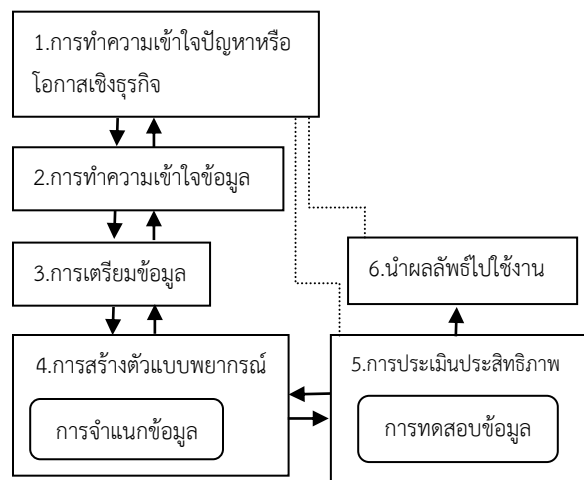 1.การทำความเข้าใจปัญหาหรือ
โอกาสเชิงธุรกิจ
2.การทำความเข้าใจข้อมูล
3.การเตรียมข้อมูล
6.นำผลลัพธ์ไปใช้งาน
4.การสร้างตัวแบบพยากรณ์
การจำแนกข้อมูล
5.การประเมินประสิทธิภาพ
การทดสอบข้อมูล